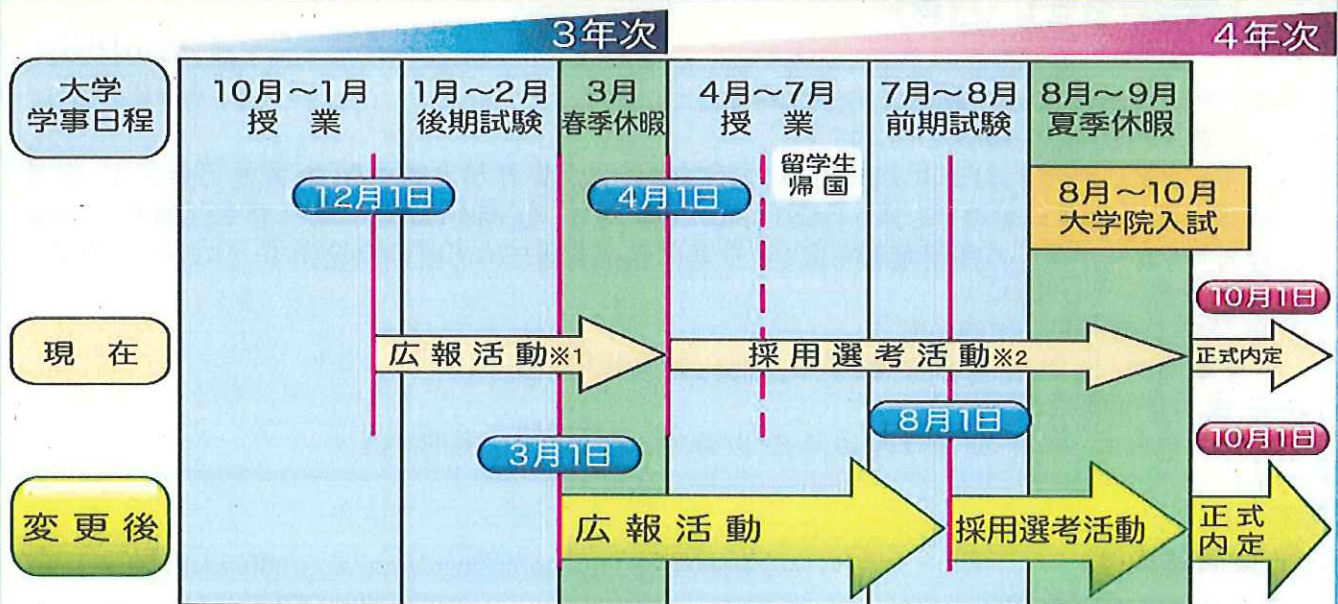 3年次
4年次
大学
学事日程
10月～1月
授 業
1月～2月
後期試験
3月
春季休暇
4月～7月
授 業
7月～8月
前期試験
8月～9月
夏季休暇
留学生
帰国
12月1日
4月1日
8月～10月
大学院入試
10月1日
現 在
広報活動※1
採用選考活動※2
正式内定
8月1日
10月1日
3月1日
変更後
広報活動
採用選考活動
正式
内定